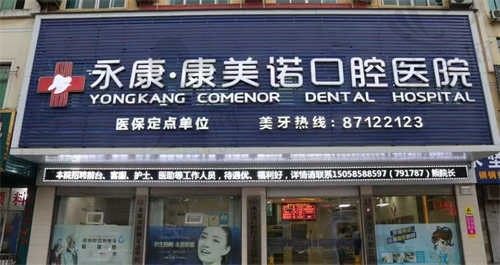 永康·康美诺口腔医院
YONGKANG COMENOR DENTAL HOSPITAL
医保定点单位 美牙热线:87122123
本院招聘前台、客服、护士、医助等工作人员,待遇优、福利好,详情请联系15058588597(791787)熊院长